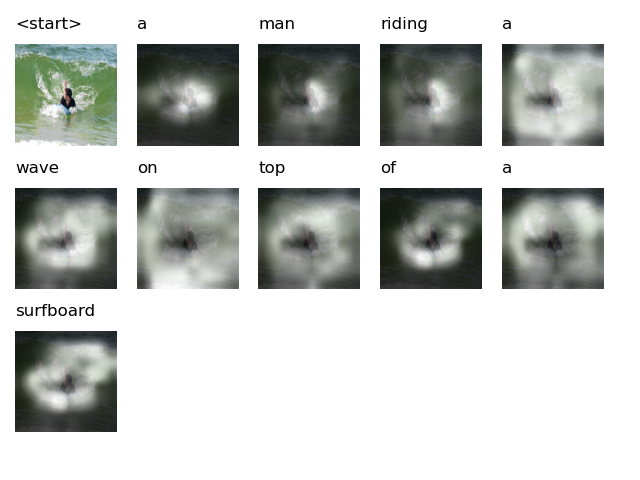 <start> a man riding a
wave on top of a
surfboard